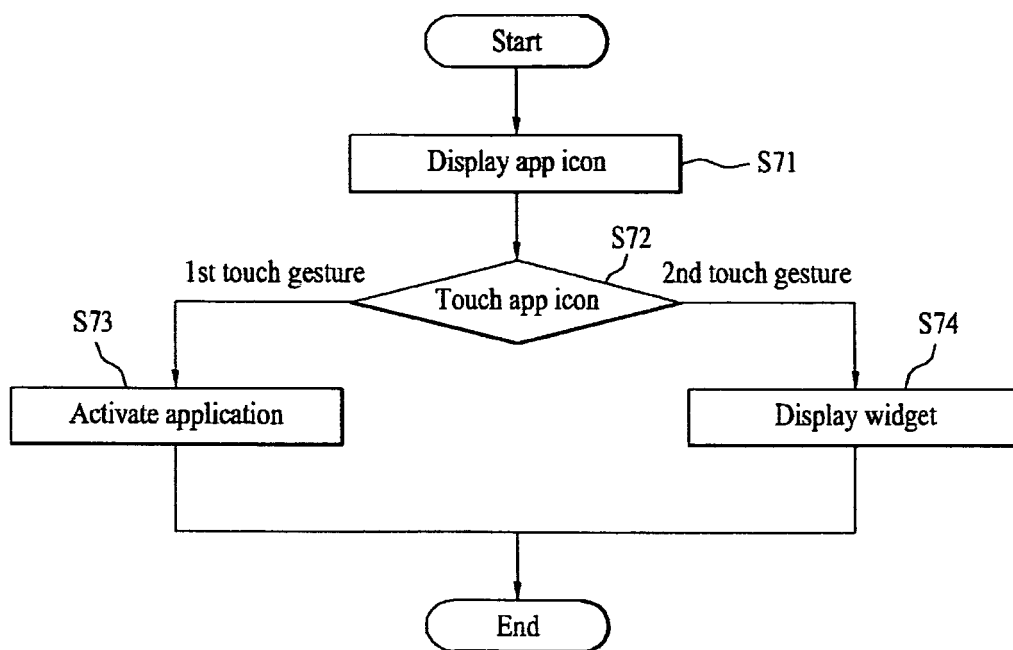 Start
Display app icon
S71
S72
1st touch gesture
Touch app icon
2nd touch gesture
S73
S74
Activate application
Display widget
End